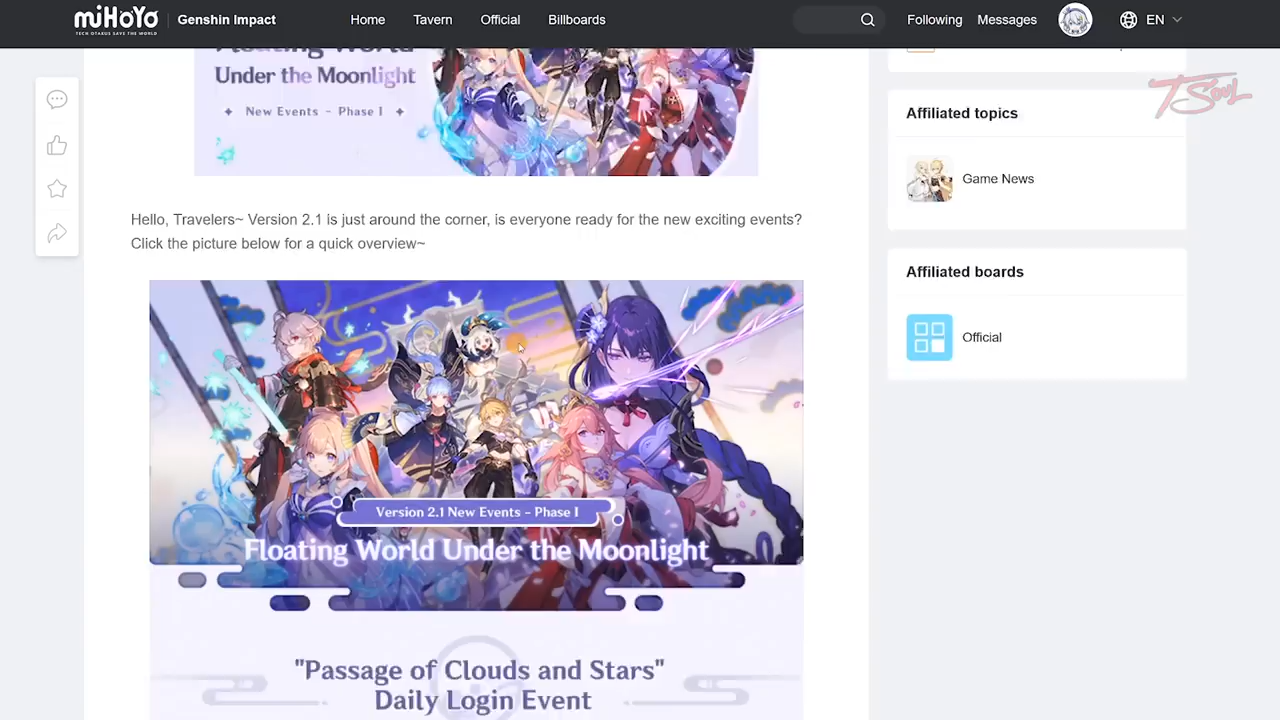 miHoYo
TECH OTAKUS SAVE THE WORLD
Genshin Impact
Home
Tavern
Official
Billboards
Following
Messages
EN
Floating World
Under the Moonlight
New Events - Phase I
TSouL
Affiliated topics
Game News
Hello, Travelers~ Version 2.1 is just around the corner, is everyone ready for the new exciting events?
Click the picture below for a quick overview~
Affiliated boards
Official
Version 2.1 New Events - Phase I
Floating World Under the Moonlight
"Passage of Clouds and Stars"
Daily Login Event